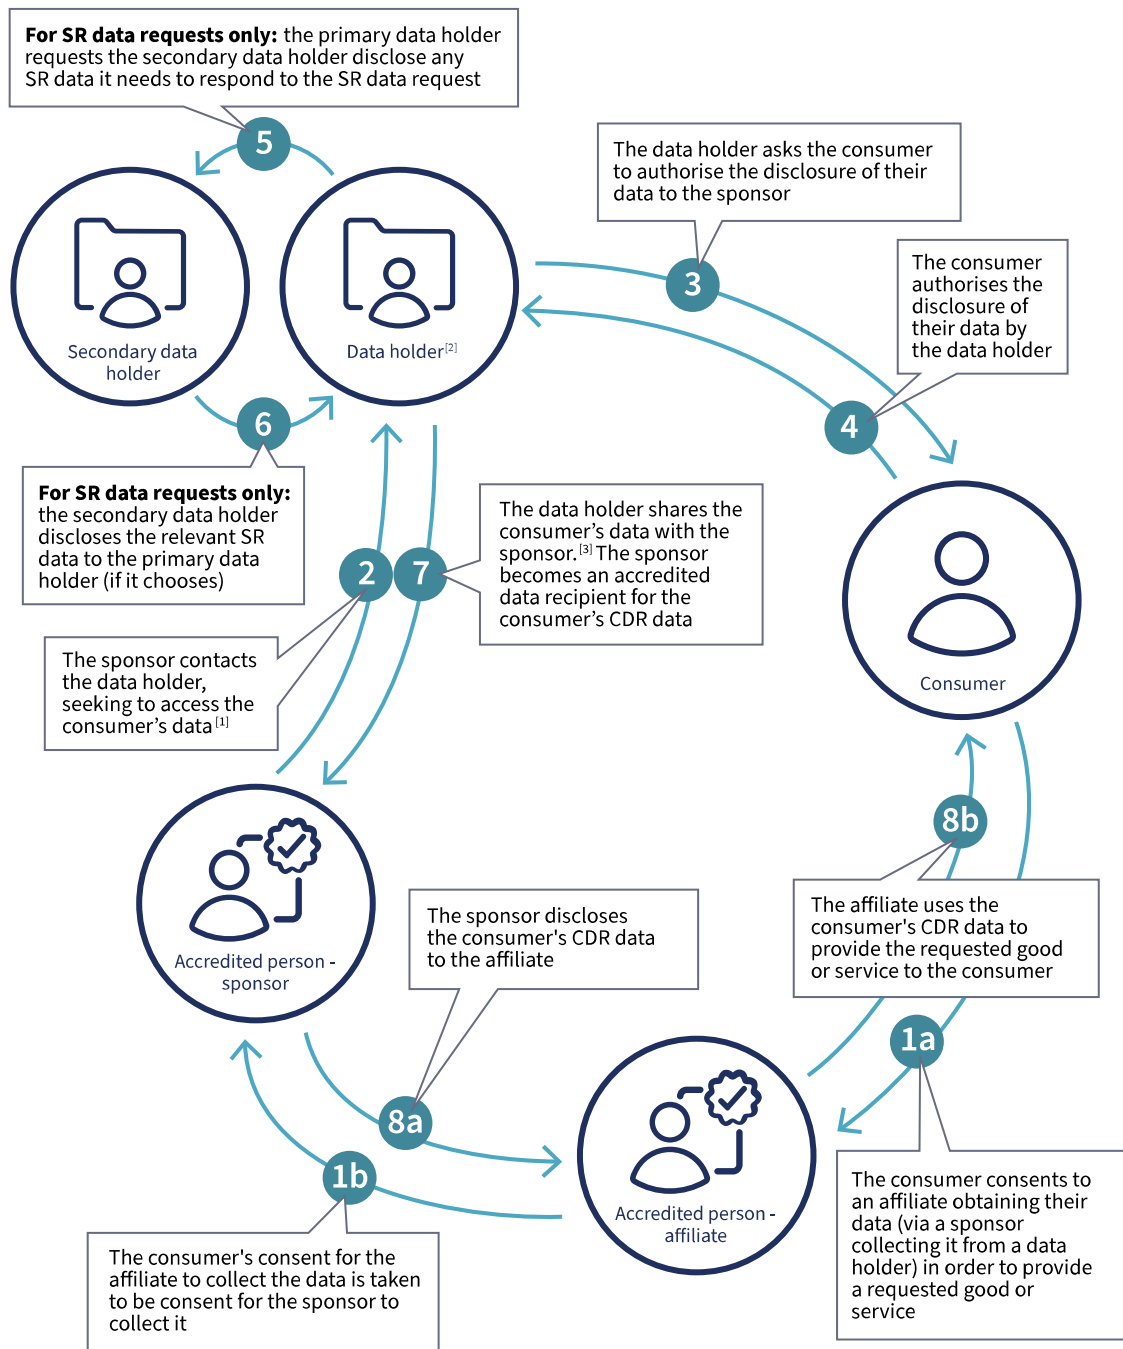 For SR data requests only: the primary data holder
requests the secondary data holder disclose any
SR data it needs to respond to the SR data request
5
The data holder asks the consumer
to authorise the disclosure of their
data to the sponsor
3
The consumer
authorises the
disclosure of
their data by
the data holder
4
Secondary data
holder
Data holder[2]
6
For SR data requests only:
the secondary data holder
discloses the relevant SR
data to the primary data
holder (if it chooses)
2
7
The data holder shares the
consumer’s data with the
sponsor.[3] The sponsor
becomes an accredited
data recipient for the
consumer’s CDR data
The sponsor contacts
the data holder,
seeking to access the
consumer’s data[1]
Consumer
8b
The affiliate uses the
consumer's CDR data to
provide the requested good
or service to the consumer
Accredited person -
sponsor
The sponsor discloses
the consumer's CDR data
to the affiliate
8a
1a
1b
Accredited person -
affiliate
The consumer consents to
an affiliate obtaining their
data (via a sponsor
collecting it from a data
holder) in order to provide
a requested good or
service
The consumer's consent for the
affiliate to collect the data is taken
to be consent for the sponsor to
collect it